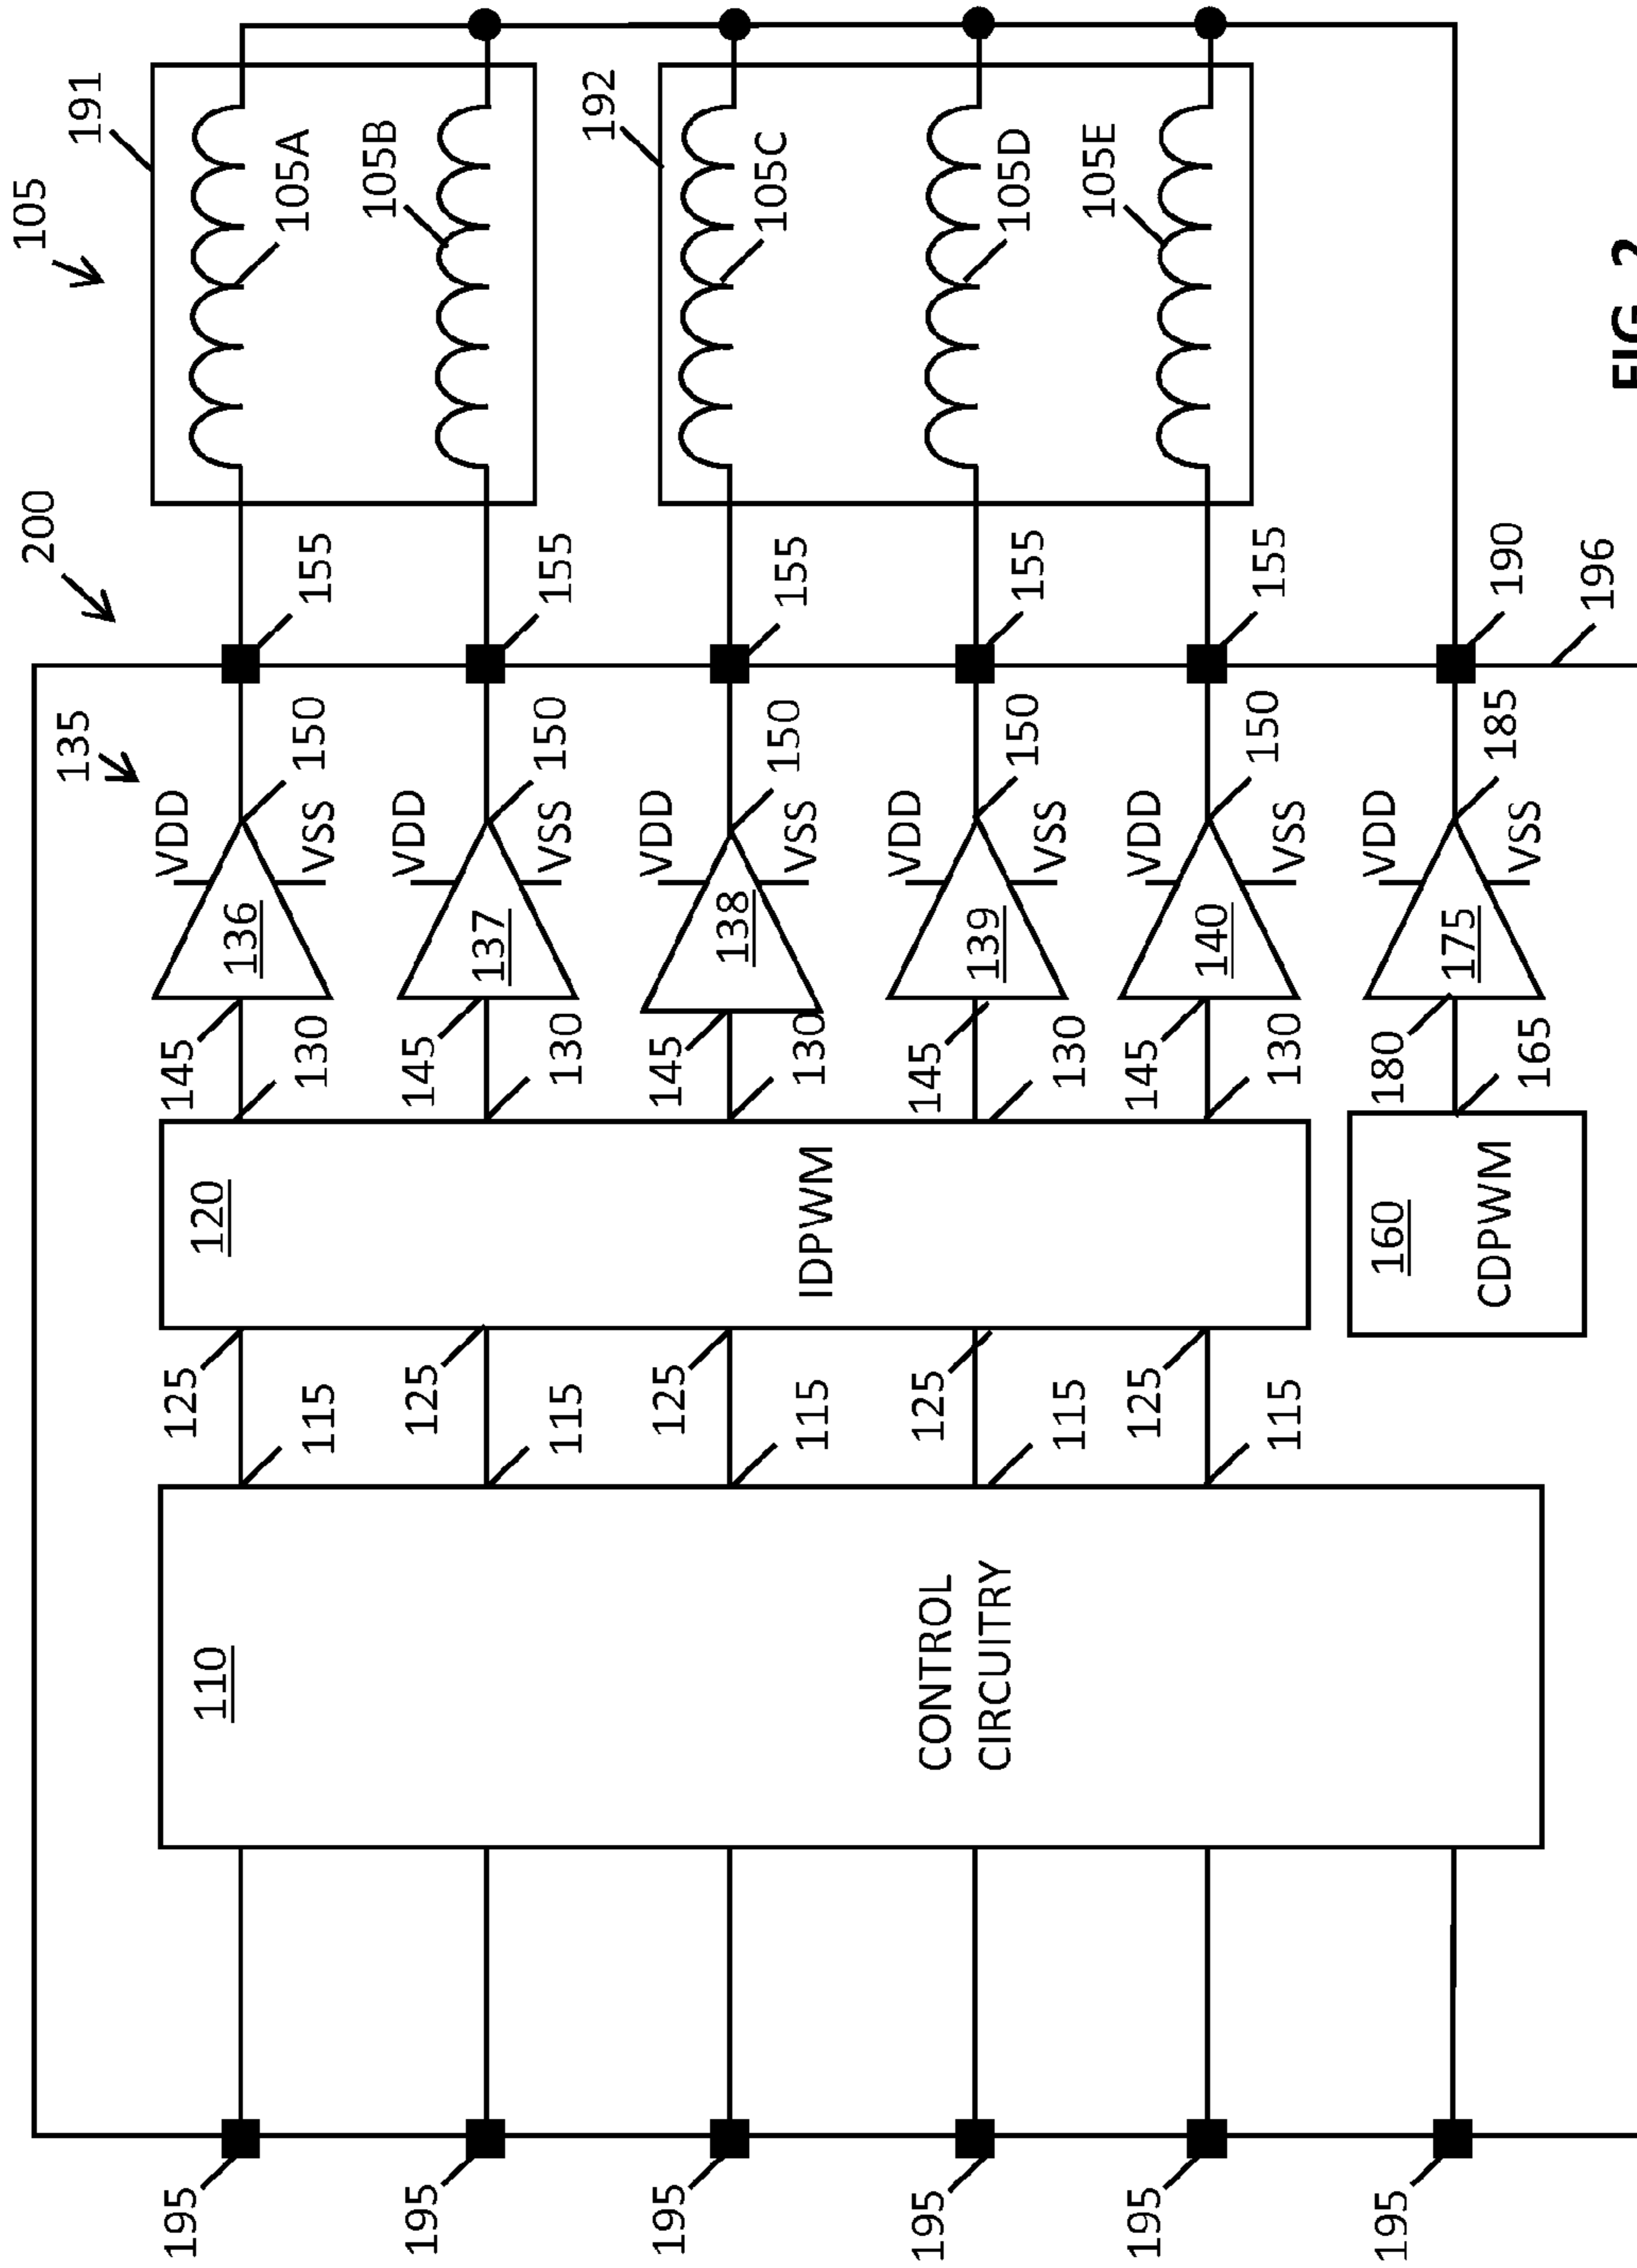 200
105
135
191
195
110
125
120
145
136
VDD
150
155
105A
115
130
VSS
195
125
145
137
VDD
150
155
105B
115
130
VSS
192
195
125
145
138
VDD
150
155
105C
115
130
VSS
CONTROL
CIRCUITRY
IDPWM
195
125
145
139
VDD
150
155
105D
115
130
VSS
195
125
145
140
VDD
150
155
105E
115
130
VSS
195
160
CDPWM
180
165
175
VDD
VSS
185
190
196
FIG. 2